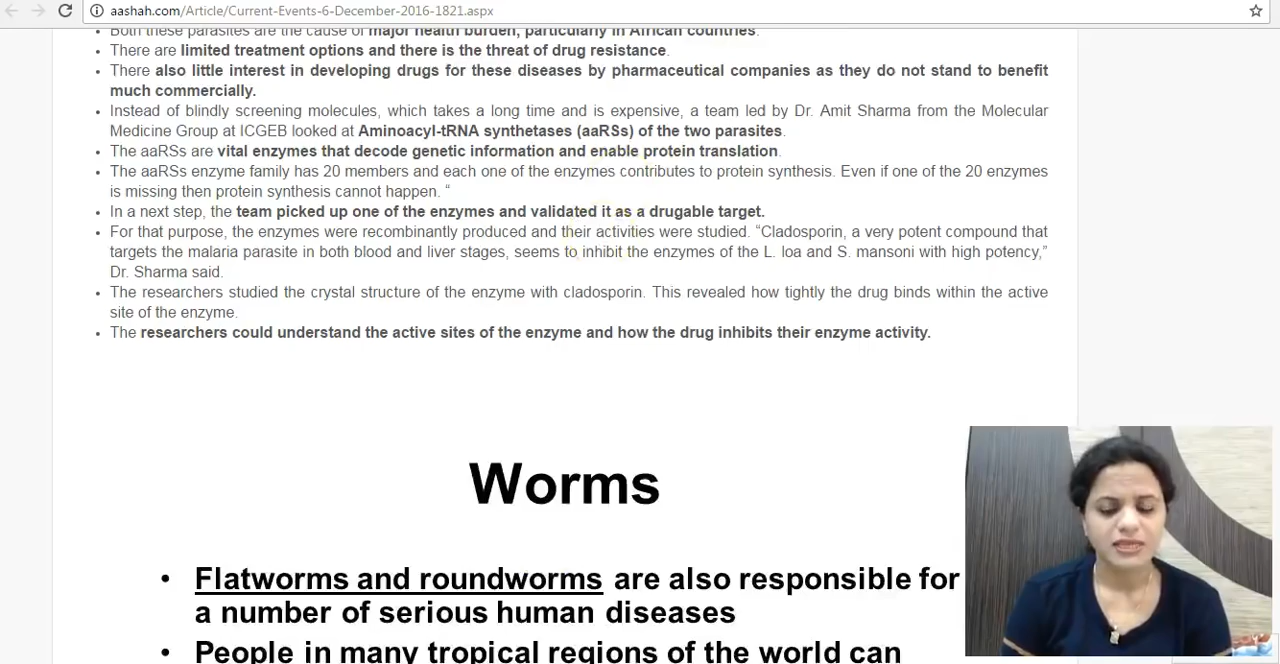 aashah.com/Article/Current-Events-6-December-2016-1821.aspx
• Both these parasites are the cause of major health burden, particularly in African countries.
• There are limited treatment options and there is the threat of drug resistance.
• There also little interest in developing drugs for these diseases by pharmaceutical companies as they do not stand to benefit
much commercially.
• Instead of blindly screening molecules, which takes a long time and is expensive, a team led by Dr. Amit Sharma from the Molecular
Medicine Group at ICGEB looked at Aminoacyl-tRNA synthetases (aaRSs) of the two parasites.
• The aaRSs are vital enzymes that decode genetic information and enable protein translation.
• The aaRSs enzyme family has 20 members and each one of the enzymes contributes to protein synthesis. Even if one of the 20 enzymes
is missing then protein synthesis cannot happen. “
• In a next step, the team picked up one of the enzymes and validated it as a drugable target.
• For that purpose, the enzymes were recombinantly produced and their activities were studied. “Cladosporin, a very potent compound that
targets the malaria parasite in both blood and liver stages, seems to inhibit the enzymes of the L. loa and S. mansoni with high potency,”
Dr. Sharma said.
• The researchers studied the crystal structure of the enzyme with cladosporin. This revealed how tightly the drug binds within the active
site of the enzyme.
• The researchers could understand the active sites of the enzyme and how the drug inhibits their enzyme activity.
Worms
• Flatworms and roundworms are also responsible for
a number of serious human diseases
• People in many tropical regions of the world can